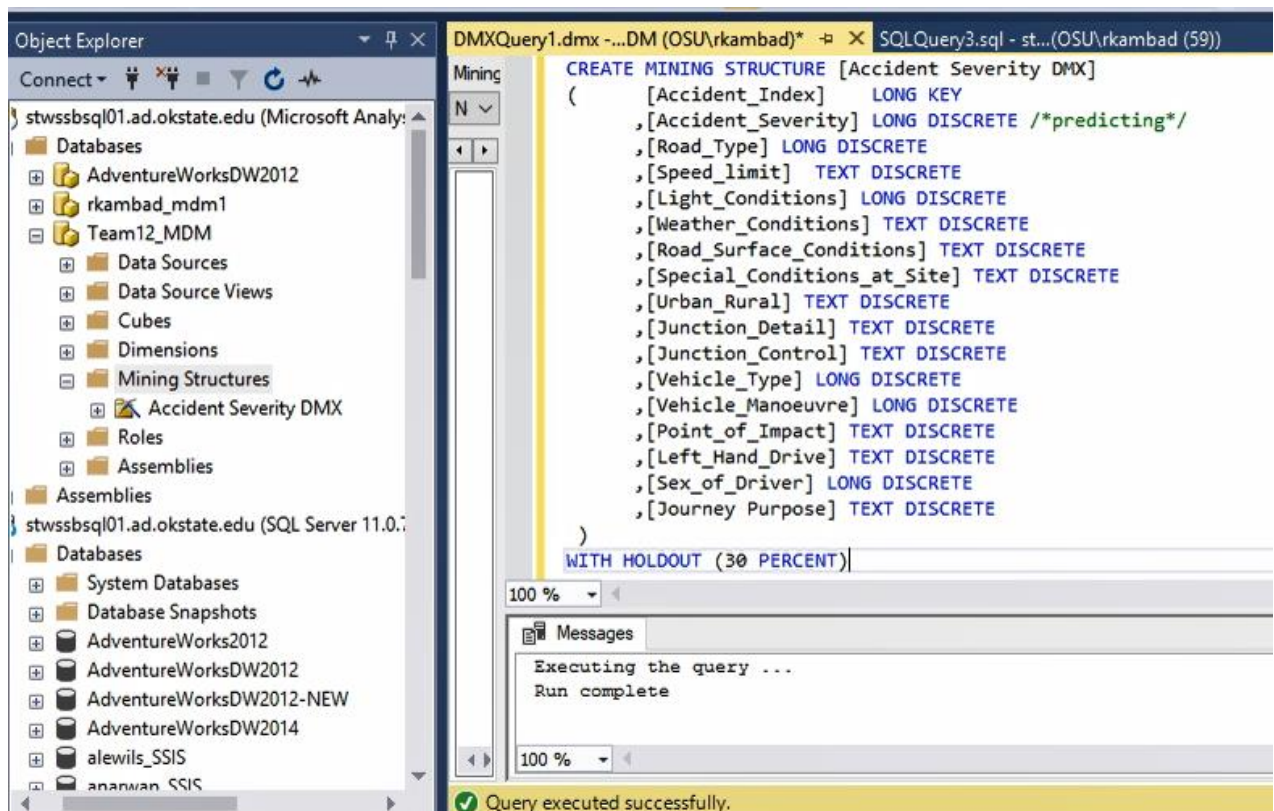 Object Explorer
Connect
stwssbsql01.ad.okstate.edu (Microsoft Analy:
Databases
AdventureWorksDW2012
rkambad_mdm1
Team12_MDM
Data Sources
Data Source Views
Cubes
Dimensions
Mining Structures
Accident Severity DMX
Roles
Assemblies
Assemblies
stwssbsql01.ad.okstate.edu (SQL Server 11.0.
Databases
System Databases
Database Snapshots
AdventureWorks2012
AdventureWorksDW2012
AdventureWorksDW2012-NEW
AdventureWorksDW2014
alewils_SSIS
anarwan_SSIS
DMXQuery1.dmx -...DM (OSU\rkambad)* SQLQuery3.sql - st...(OSU\rkambad (59))
Mining
N
CREATE MINING STRUCTURE [Accident Severity DMX]
( [Accident_Index] LONG KEY
,[Accident_Severity] LONG DISCRETE /*predicting*/
,[Road_Type] LONG DISCRETE
,[Speed_limit] TEXT DISCRETE
,[Light_Conditions] LONG DISCRETE
,[Weather_Conditions] TEXT DISCRETE
,[Road_Surface_Conditions] TEXT DISCRETE
,[Special_Conditions_at_Site] TEXT DISCRETE
,[Urban_Rural] TEXT DISCRETE
,[Junction_Detail] TEXT DISCRETE
,[Junction_Control] TEXT DISCRETE
,[Vehicle_Type] LONG DISCRETE
,[Vehicle_Manoeuvre] LONG DISCRETE
,[Point_of_Impact] TEXT DISCRETE
,[Left_Hand_Drive] TEXT DISCRETE
,[Sex_of_Driver] LONG DISCRETE
,[Journey Purpose] TEXT DISCRETE
)
WITH HOLDOUT (30 PERCENT)
100 %
Messages
Executing the query ...
Run complete
100 %
Query executed successfully.